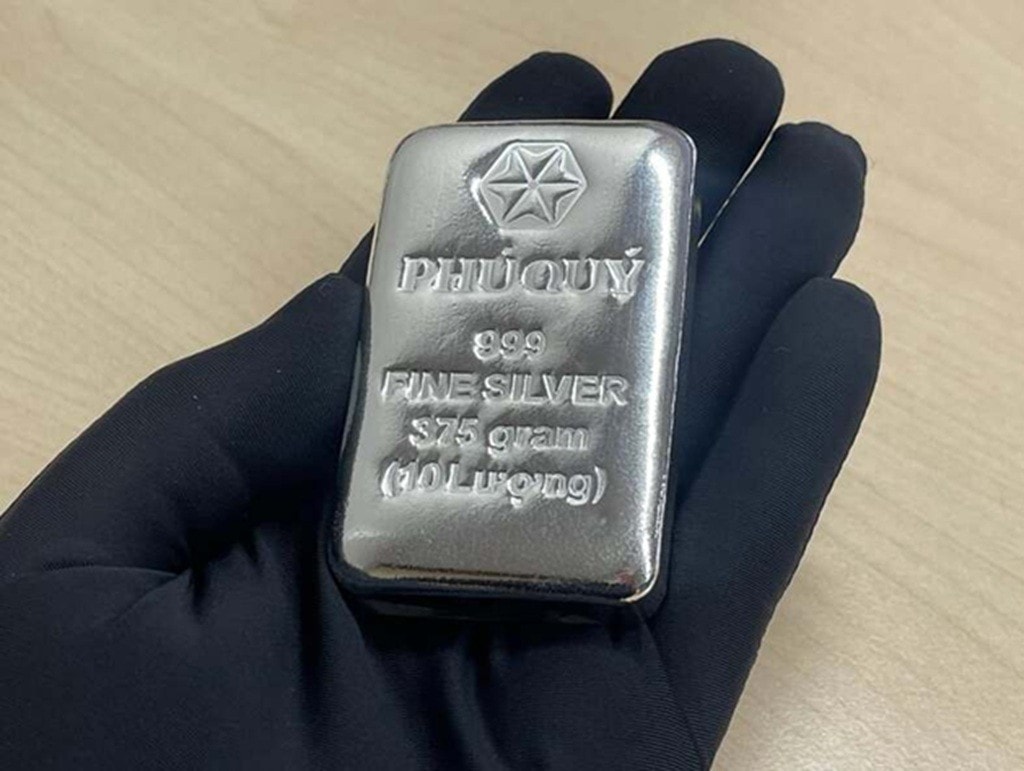 PHÚ QUÝ
999
FINE SILVER
375 gram
(10 Lượng)